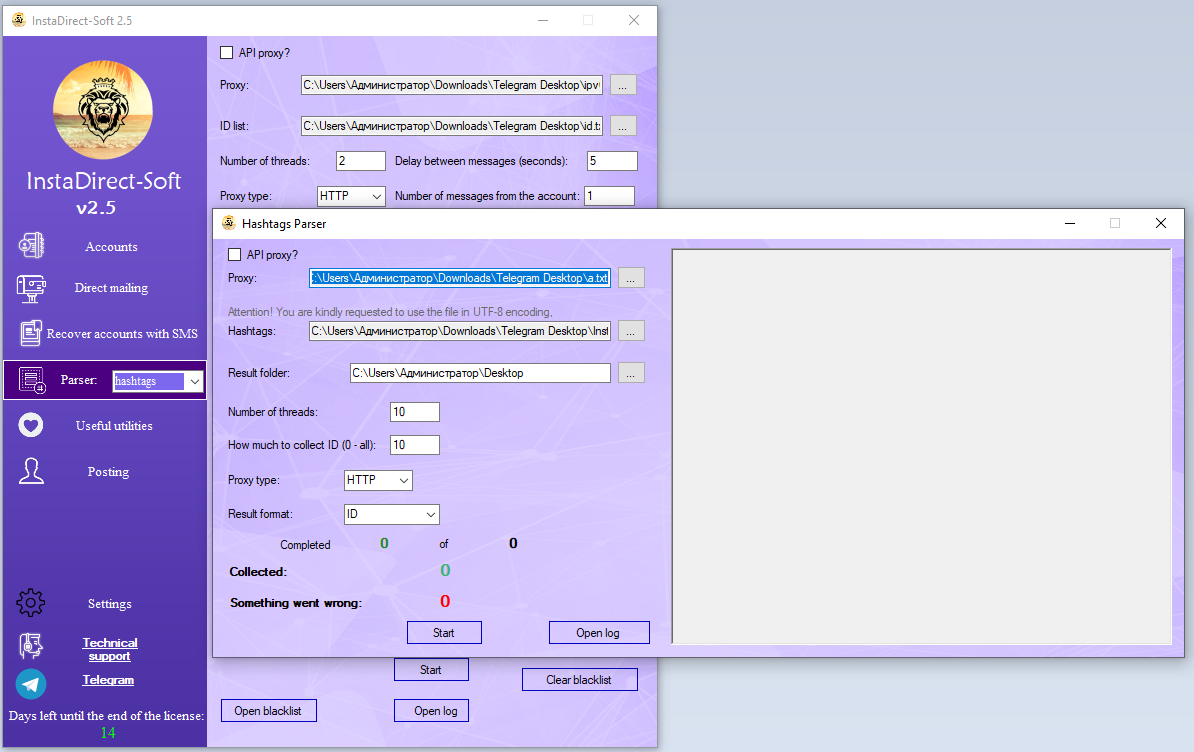 InstaDirect-Soft 2.5
InstaDirect-Soft
v2.5
Accounts
Direct mailing
Recover accounts with SMS
Parser: hashtags
Useful utilities
Posting
Settings
Technical
support
Telegram
Days left until the end of the license:
14
API proxy?
Proxy: C:\Users\Администратор\Downloads\Telegram Desktop\ipv ...
ID list: C:\Users\Администратор\Downloads\Telegram Desktop\id.t ...
Number of threads: 2 Delay between messages (seconds): 5
Proxy type: HTTP Number of messages from the account: 1
Hashtags Parser
API proxy?
Proxy: :\Users\Администратор\Downloads\Telegram Desktop\a.txt ...
Attention! You are kindly requested to use the file in UTF-8 encoding,
Hashtags: C:\Users\Администратор\Downloads\Telegram Desktop\Inst ...
Result folder: C:\Users\Администратор\Desktop ...
Number of threads: 10
How much to collect ID (0 - all): 10
Proxy type: HTTP
Result format: ID
Completed 0 of 0
Collected: 0
Something went wrong: 0
Start Open log
Start Clear blacklist
Open blacklist Open log